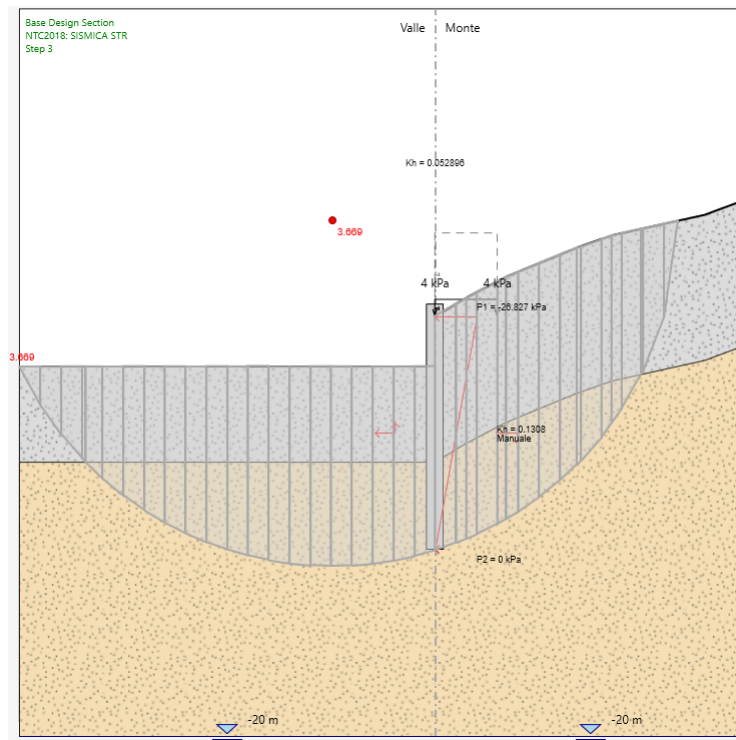 Base Design Section
NTC2018: SISMICA STR
Step 3
Valle Monte
Kh = 0.052896
3.669
4 kPa 4 kPa
P1 = -26.827 kPa
3.669
Kh = 0.1308
Manuale
P2 = 0 kPa
-20 m -20 m